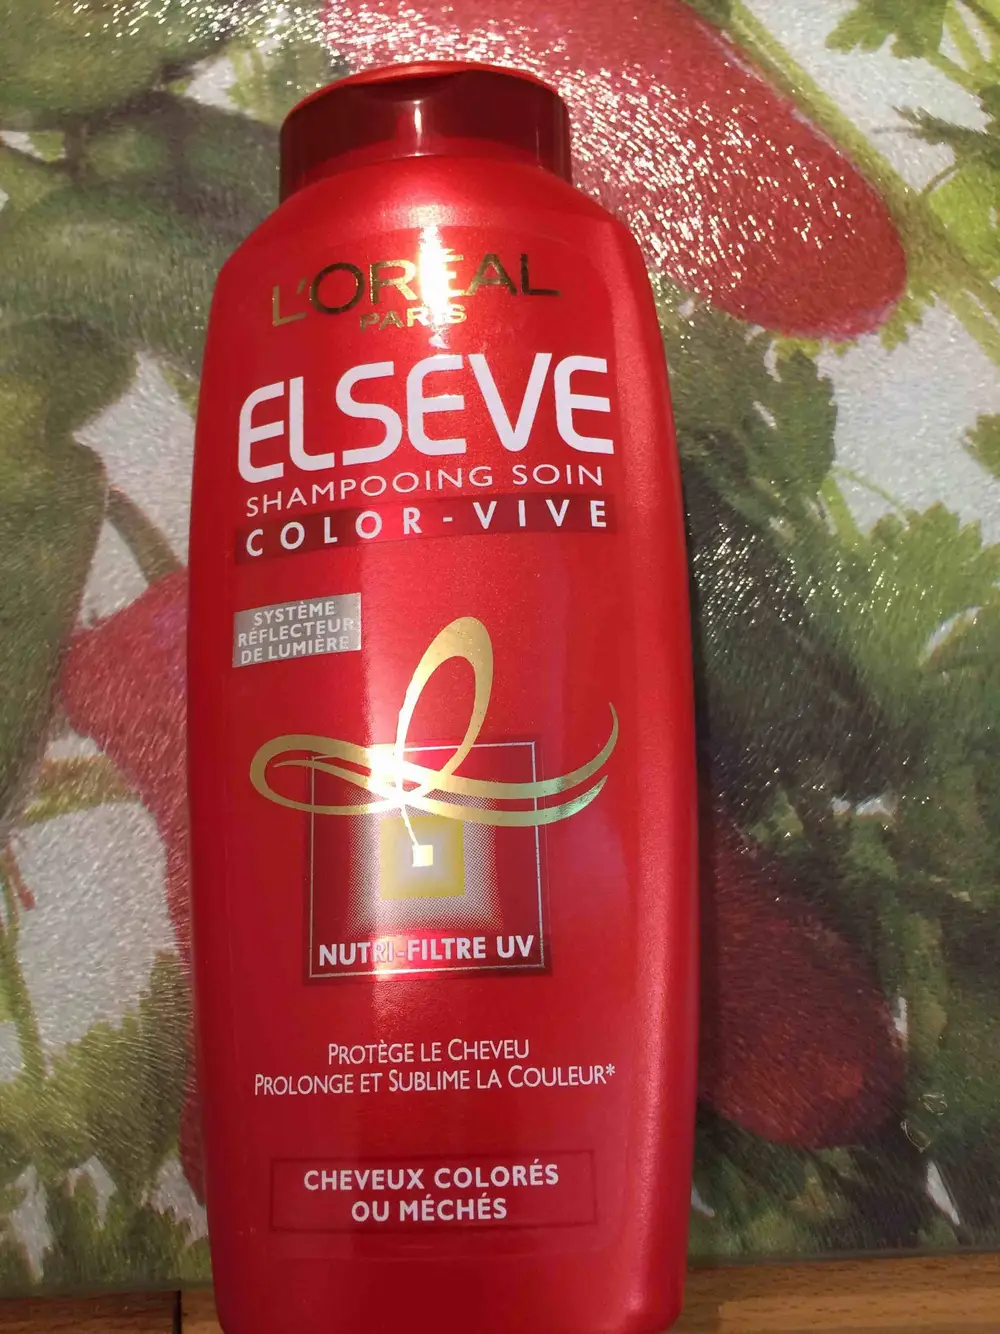 L'ORÉAL
PARIS
ELSEVE
SHAMPOOING SOIN
COLOR-VIVE
SYSTÈME
RÉFLECTEUR
DE LUMIÈRE
NUTRI-FILTRE UV
PROTÈGE LE CHEVEU
PROLONGE ET SUBLIME LA COULEUR*
CHEVEUX COLORÉS
OU MÉCHÉS